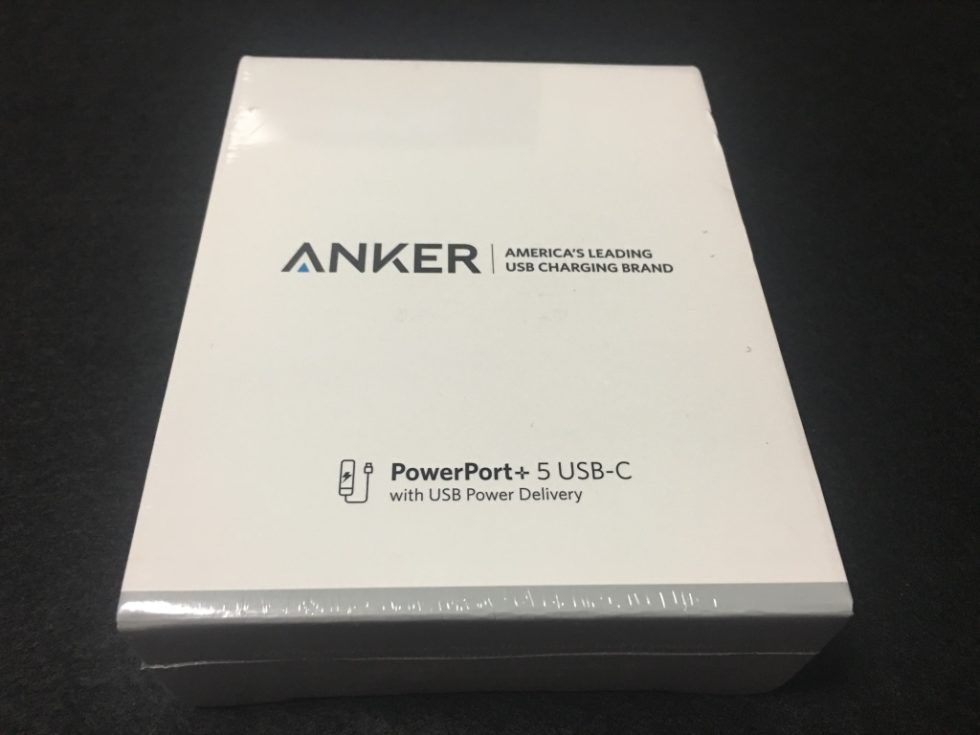 ANKER
AMERICA'S LEADING
USB CHARGING BRAND
PowerPort+ 5 USB-C
with USB Power Delivery